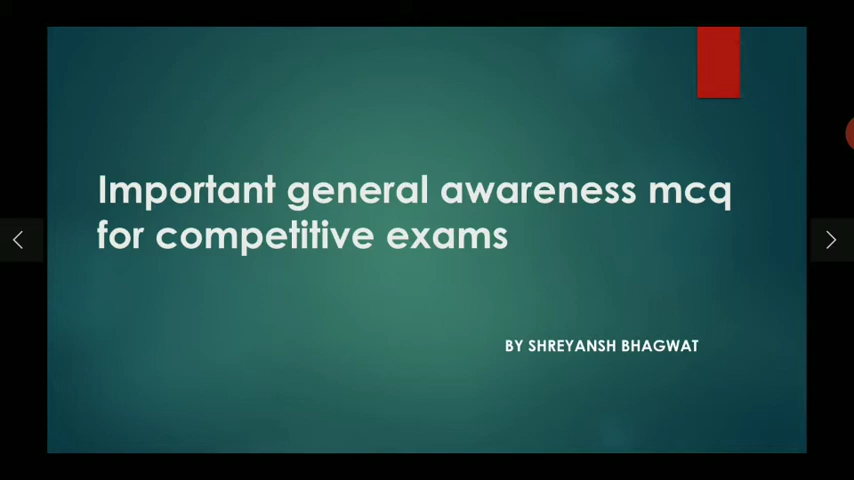 Important general awareness mcq
for competitive exams
BY SHREYANSH BHAGWAT